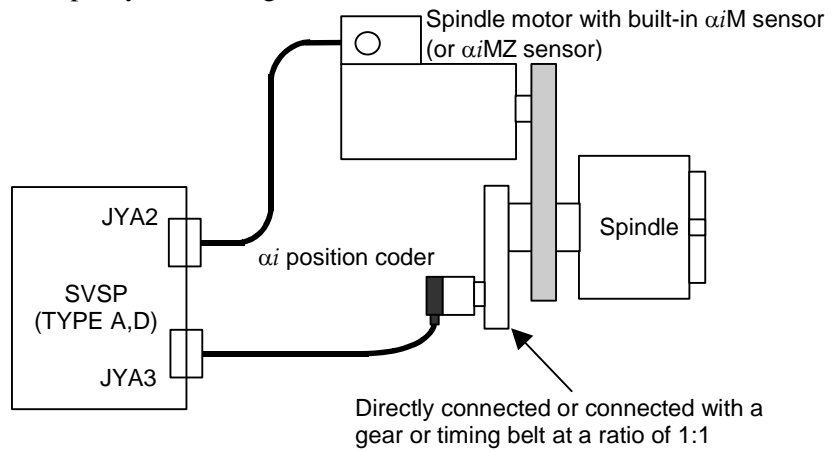 Spindle motor with built-in αiM sensor
(or αiMZ sensor)
JYA2
Spindle
αi position coder
SVSP
(TYPE A,D)
JYA3
Directly connected or connected with a
gear or timing belt at a ratio of 1:1